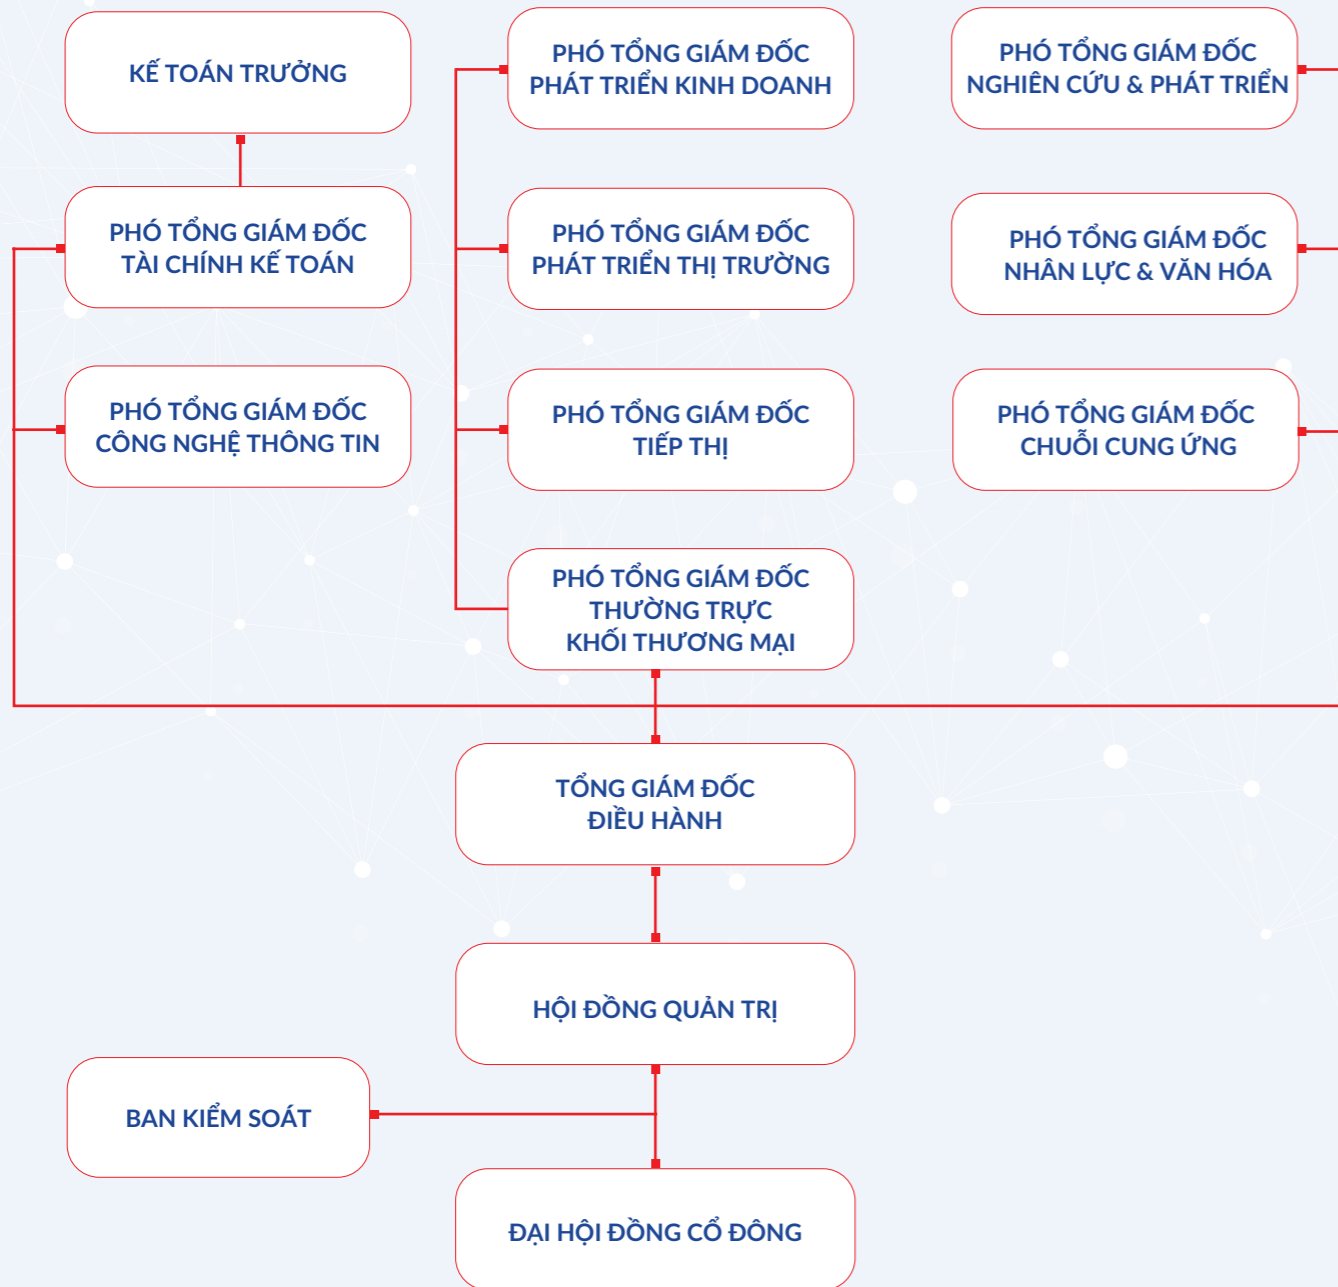 KẾ TOÁN TRƯỞNG
PHÓ TỔNG GIÁM ĐỐC
PHÁT TRIỂN KINH DOANH
PHÓ TỔNG GIÁM ĐỐC
NGHIÊN CỨU & PHÁT TRIỂN
PHÓ TỔNG GIÁM ĐỐC
TÀI CHÍNH KẾ TOÁN
PHÓ TỔNG GIÁM ĐỐC
PHÁT TRIỂN THỊ TRƯỜNG
PHÓ TỔNG GIÁM ĐỐC
NHÂN LỰC & VĂN HÓA
PHÓ TỔNG GIÁM ĐỐC
CÔNG NGHỆ THÔNG TIN
PHÓ TỔNG GIÁM ĐỐC
TIẾP THỊ
PHÓ TỔNG GIÁM ĐỐC
CHUỖI CUNG ỨNG
PHÓ TỔNG GIÁM ĐỐC
THƯỜNG TRỰC
KHỐI THƯƠNG MẠI
TỔNG GIÁM ĐỐC
ĐIỀU HÀNH
HỘI ĐỒNG QUẢN TRỊ
BAN KIỂM SOÁT
ĐẠI HỘI ĐỒNG CỔ ĐÔNG